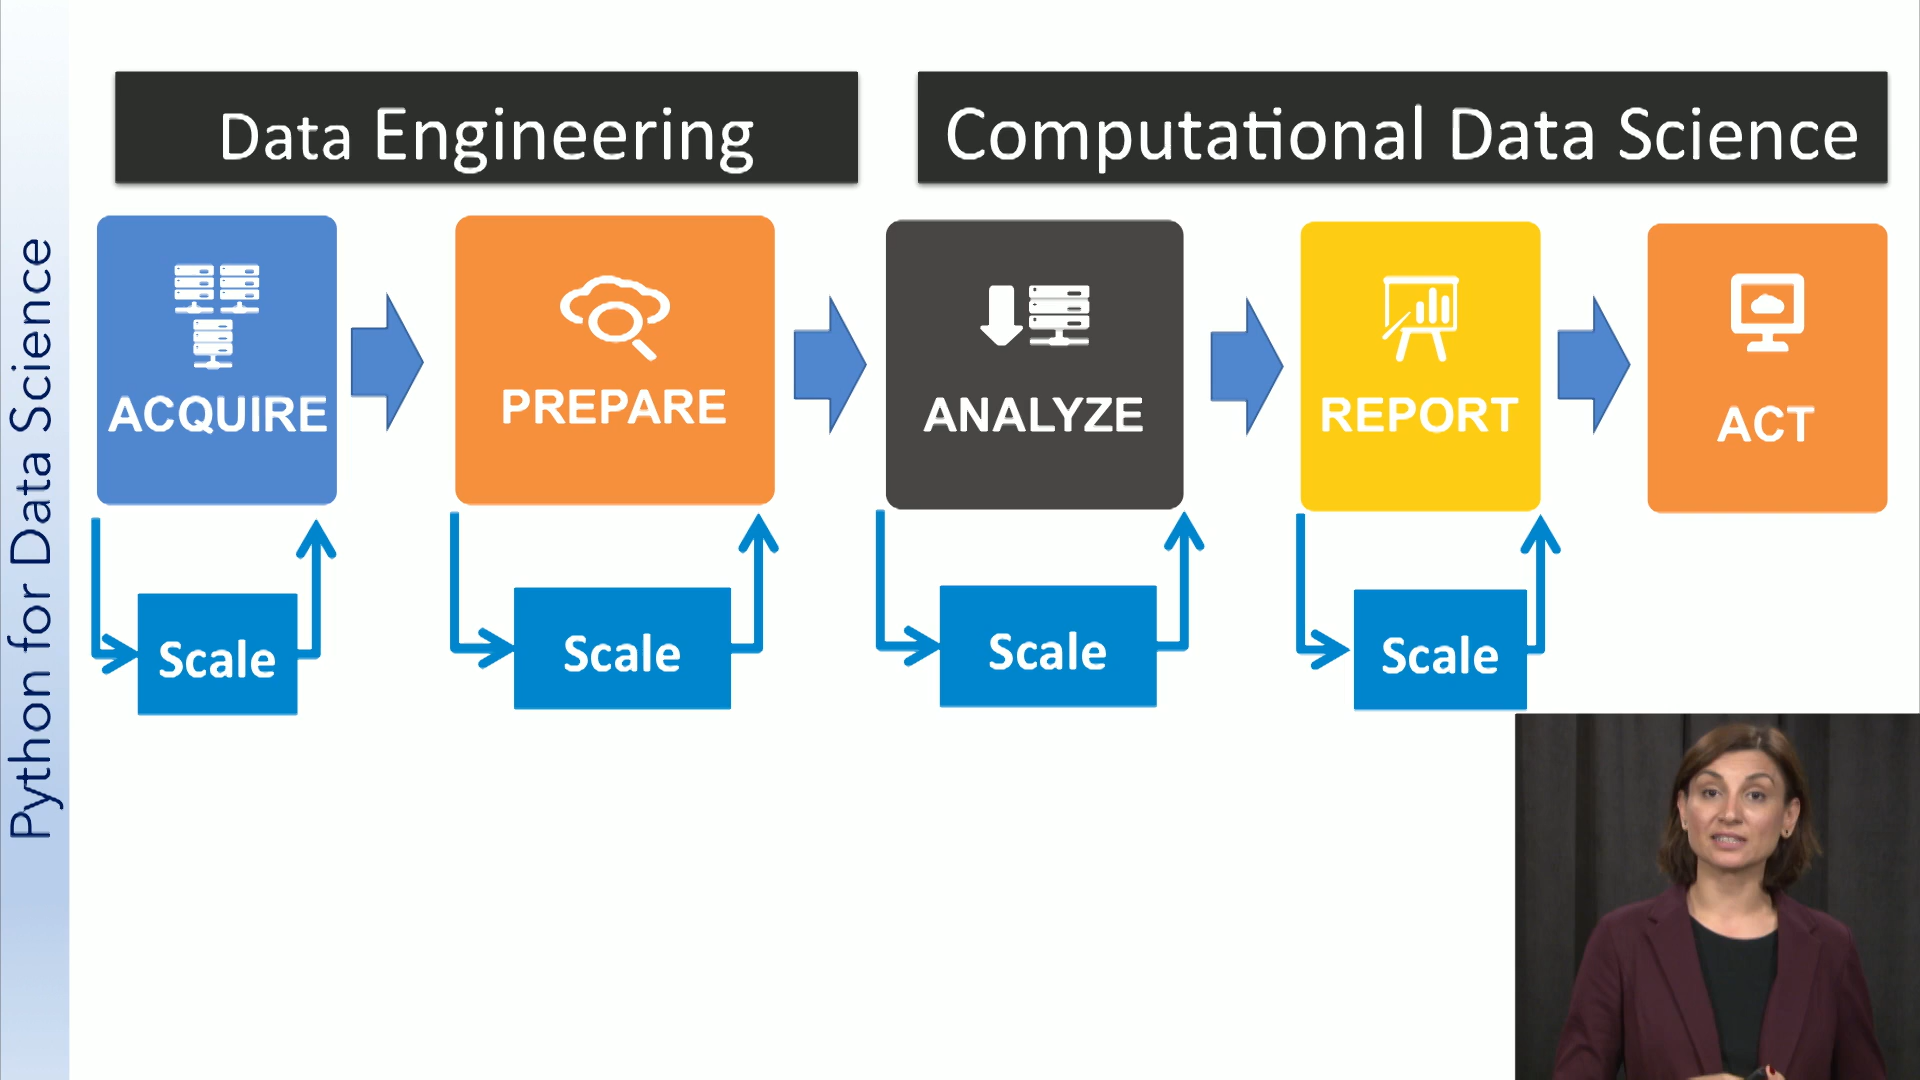 Python for Data Science
Data Engineering
Computational Data Science
ACQUIRE
PREPARE
ANALYZE
REPORT
ACT
Scale
Scale
Scale
Scale